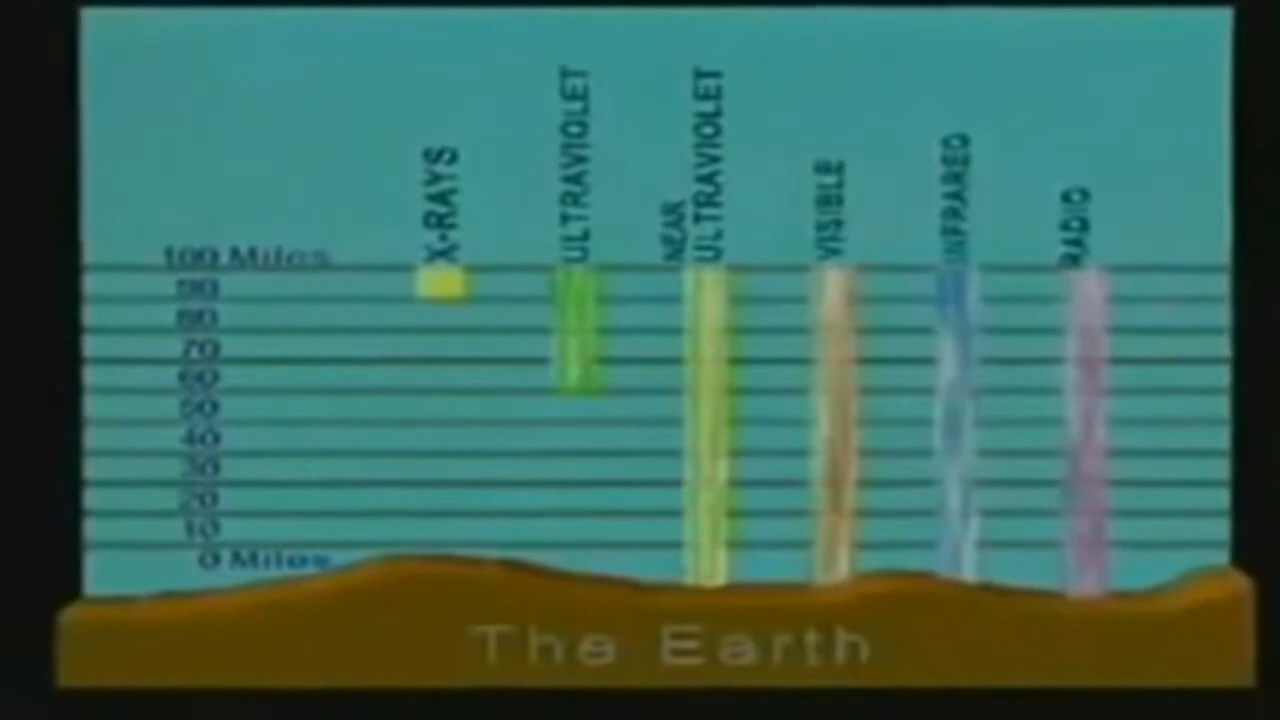 X-RAYS
ULTRAVIOLET
NEAR
ULTRAVIOLET
VISIBLE
INFRARED
RADIO
100 Miles
90
80
70
60
50
40
30
20
10
0 Miles
The Earth